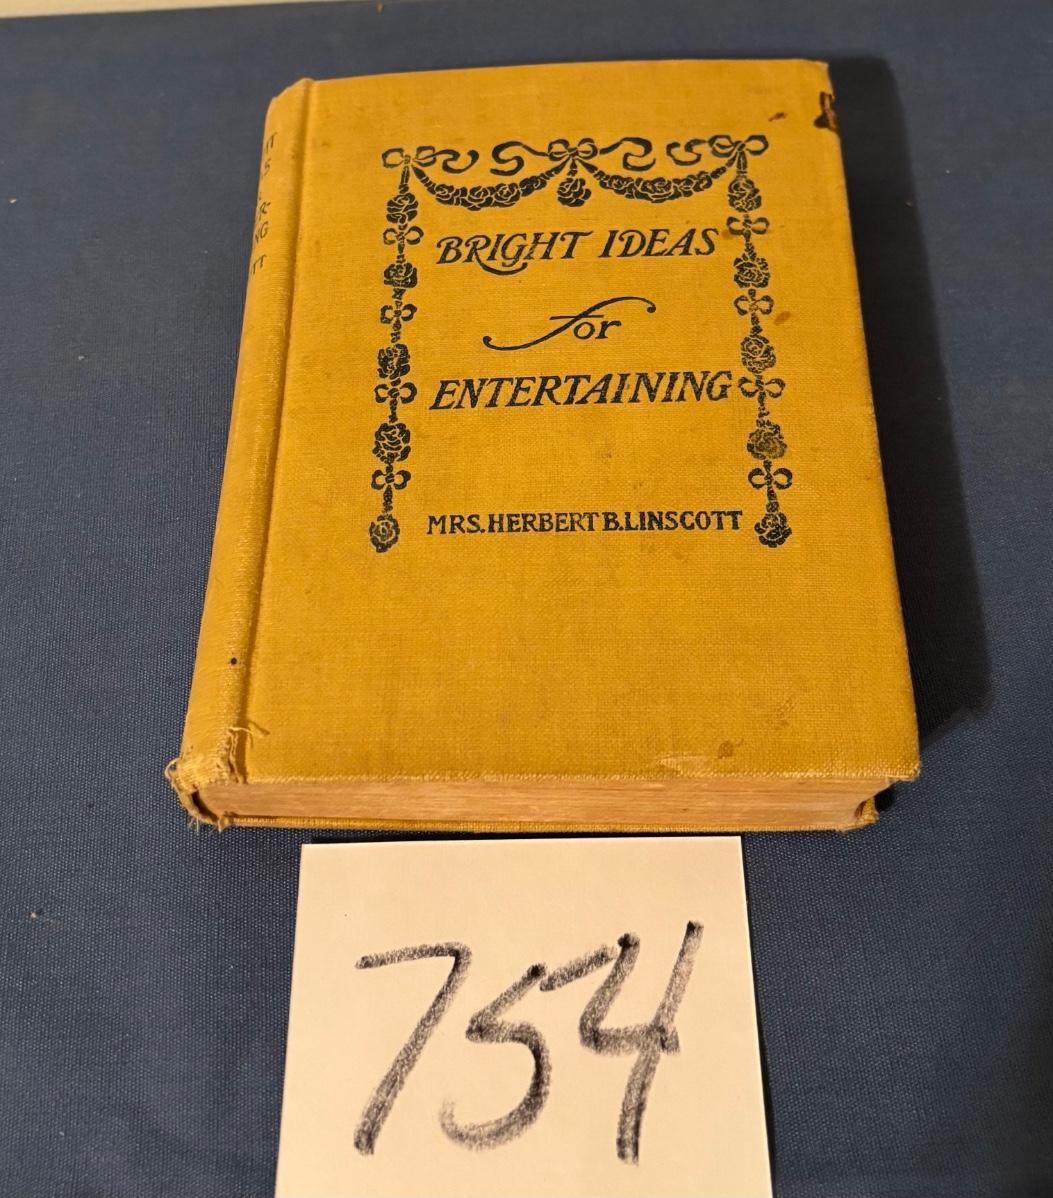 BRIGHT IDEAS
for
ENTERTAINING
MRS. HERBERT B. LINSCOTT
754